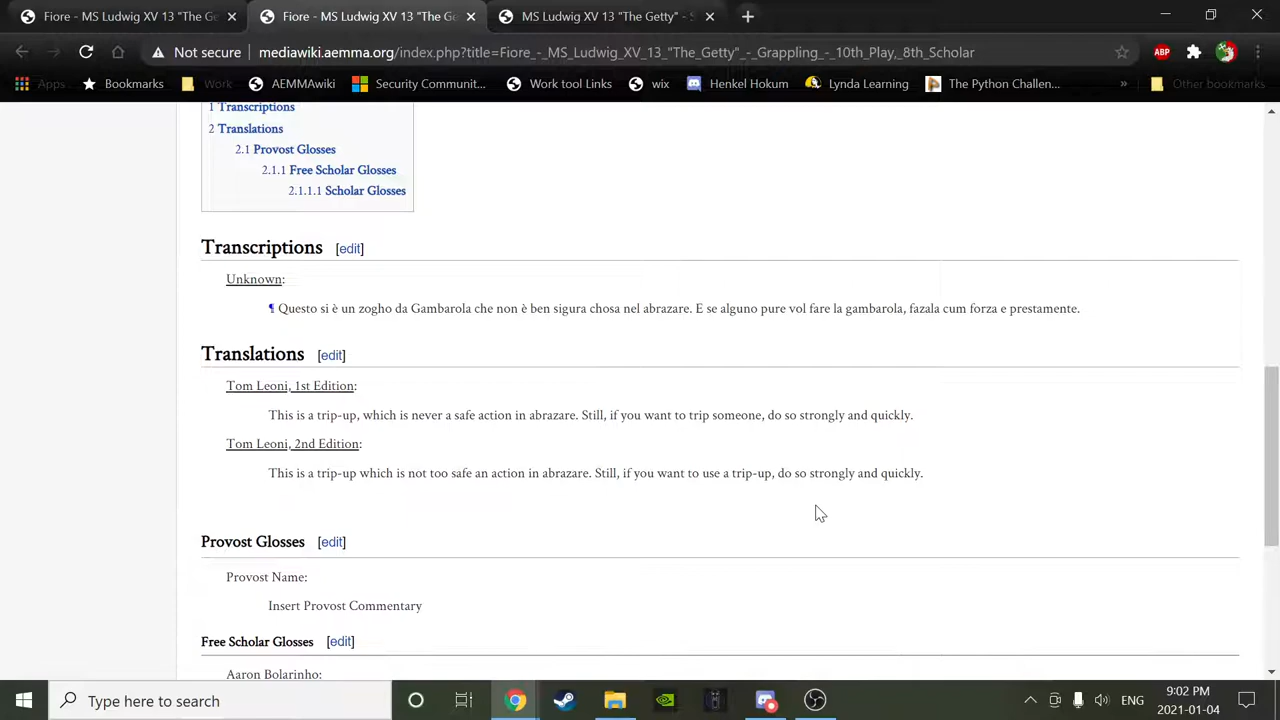 Fiore - MS Ludwig XV 13 "The Ge
Fiore - MS Ludwig XV 13 "The Ge
MS Ludwig XV 13 "The Getty" - S
Not secure
mediawiki.aemma.org/index.php?title=Fiore_-_MS_Ludwig_XV_13_"The_Getty"_-_Grappling_-_10th_Play,_8th_Scholar
ABP
Apps
Bookmarks
Work
AEMMAwiki
Security Communit...
Work tool Links
wix
Henkel Hokum
Lynda Learning
The Python Challen...
»
Other bookmarks
1 Transcriptions
2 Translations
2.1 Provost Glosses
2.1.1 Free Scholar Glosses
2.1.1.1 Scholar Glosses
Transcriptions [edit]
Unknown:
¶ Questo si è un zogho da Gambarola che non è ben sigura chosa nel abrazare. E se alguno pure vol fare la gambarola, fazala cum forza e prestamente.
Translations [edit]
Tom Leoni, 1st Edition:
This is a trip-up, which is never a safe action in abrazare. Still, if you want to trip someone, do so strongly and quickly.
Tom Leoni, 2nd Edition:
This is a trip-up which is not too safe an action in abrazare. Still, if you want to use a trip-up, do so strongly and quickly.
Provost Glosses [edit]
Provost Name:
Insert Provost Commentary
Free Scholar Glosses [edit]
Aaron Bolarinho:
Type here to search
ENG
9:02 PM
2021-01-04